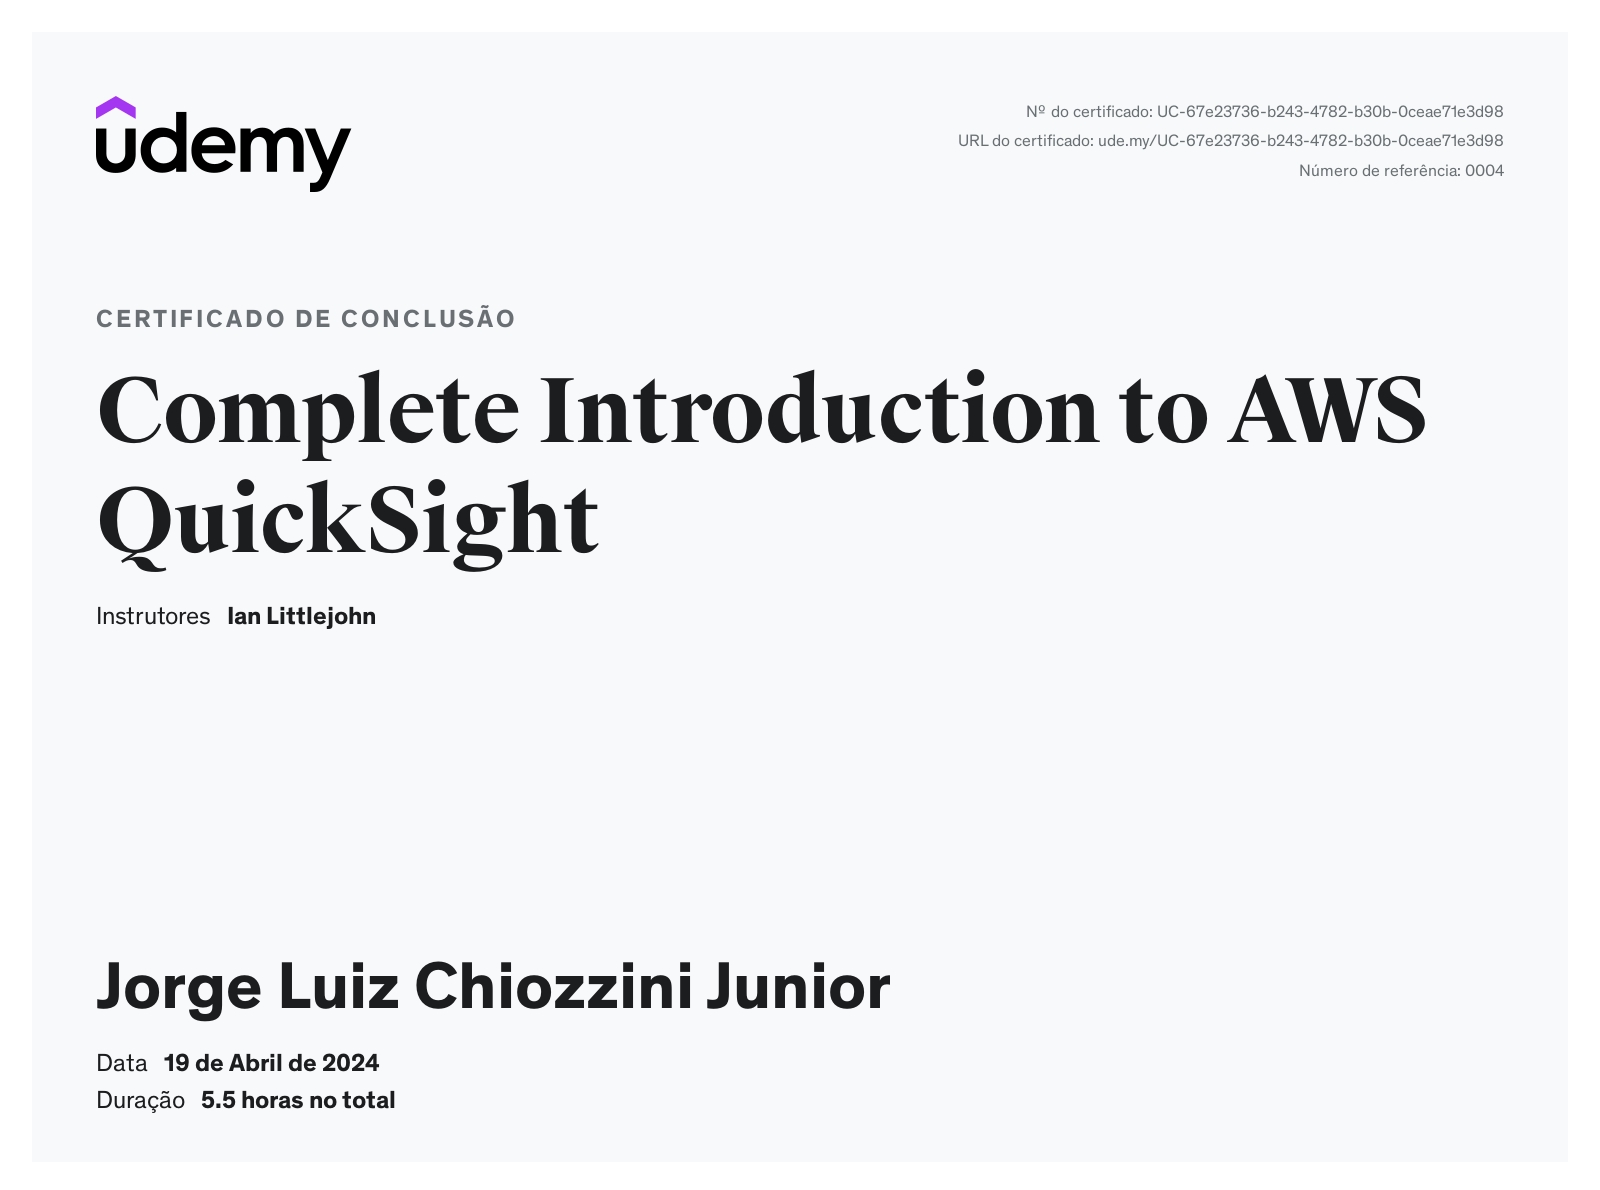 udemy
Nº do certificado: UC-67e23736-b243-4782-b30b-0ceae71e3d98
URL do certificado: ude.my/UC-67e23736-b243-4782-b30b-0ceae71e3d98
Número de referência: 0004
CERTIFICADO DE CONCLUSÃO
Complete Introduction to AWS
QuickSight
Instrutores Ian Littlejohn
Jorge Luiz Chiozzini Junior
Data 19 de Abril de 2024
Duração 5.5 horas no total